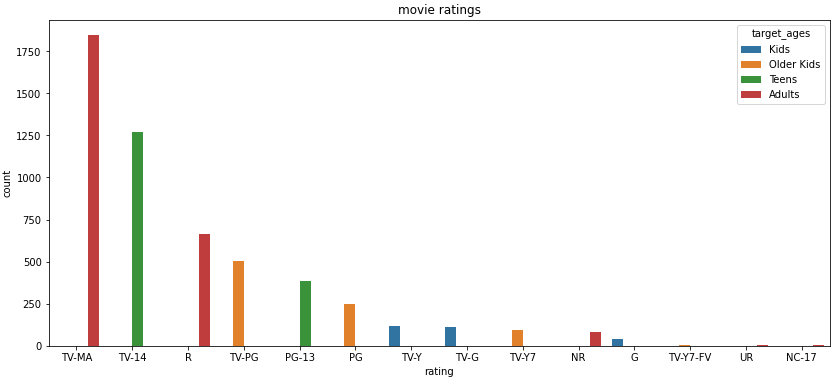 movie ratings
target_ages
Kids
Older Kids
Teens
Adults
count
1750
1500
1250
1000
750
500
250
0
TV-MA TV-14 R TV-PG PG-13 PG TV-Y TV-G TV-Y7 NR G TV-Y7-FV UR NC-17
rating